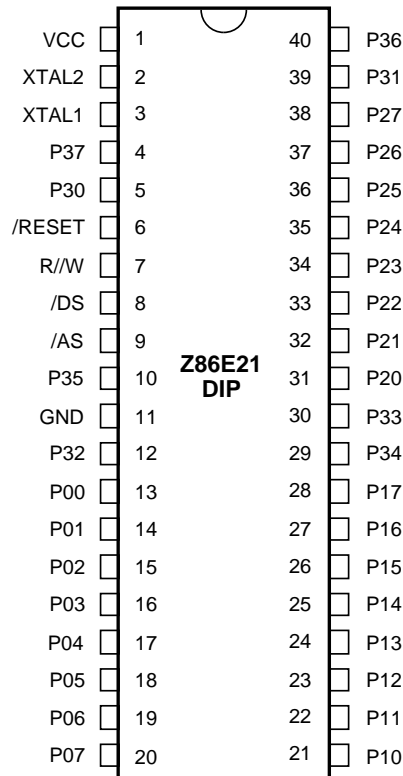 VCC 1 40 P36
XTAL2 2 39 P31
XTAL1 3 38 P27
P37 4 37 P26
P30 5 36 P25
/RESET 6 35 P24
R//W 7 34 P23
/DS 8 33 P22
/AS 9 32 P21
Z86E21
DIP
P35 10 31 P20
GND 11 30 P33
P32 12 29 P34
P00 13 28 P17
P01 14 27 P16
P02 15 26 P15
P03 16 25 P14
P04 17 24 P13
P05 18 23 P12
P06 19 22 P11
P07 20 21 P10